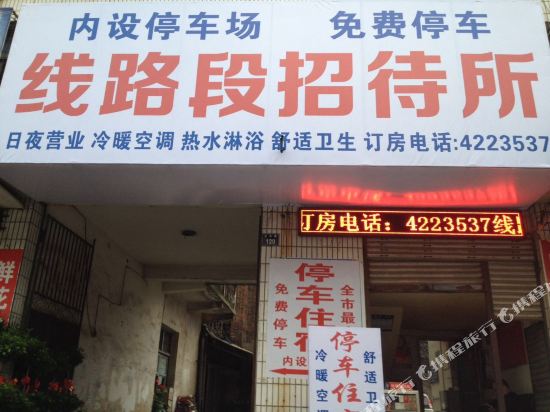 内设停车场 免费停车
线路段招待所
日夜营业 冷暖空调 热水淋浴 舒适卫生 订房电话:4223537
订房电话：4223537线
120
停车住宿
免费停车
全市最
内设
停车住
冷暖空调
舒适卫
鲜花
携程旅行